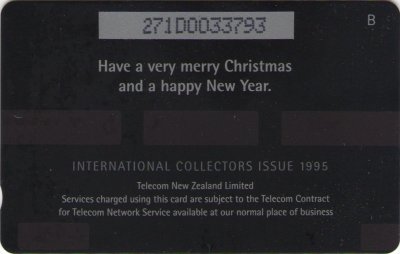 271D0033793
B
Have a very merry Christmas
and a happy New Year.
INTERNATIONAL COLLECTORS ISSUE 1995
Telecom New Zealand Limited
Services charged using this card are subject to the Telecom Contract
for Telecom Network Service available at our normal place of business